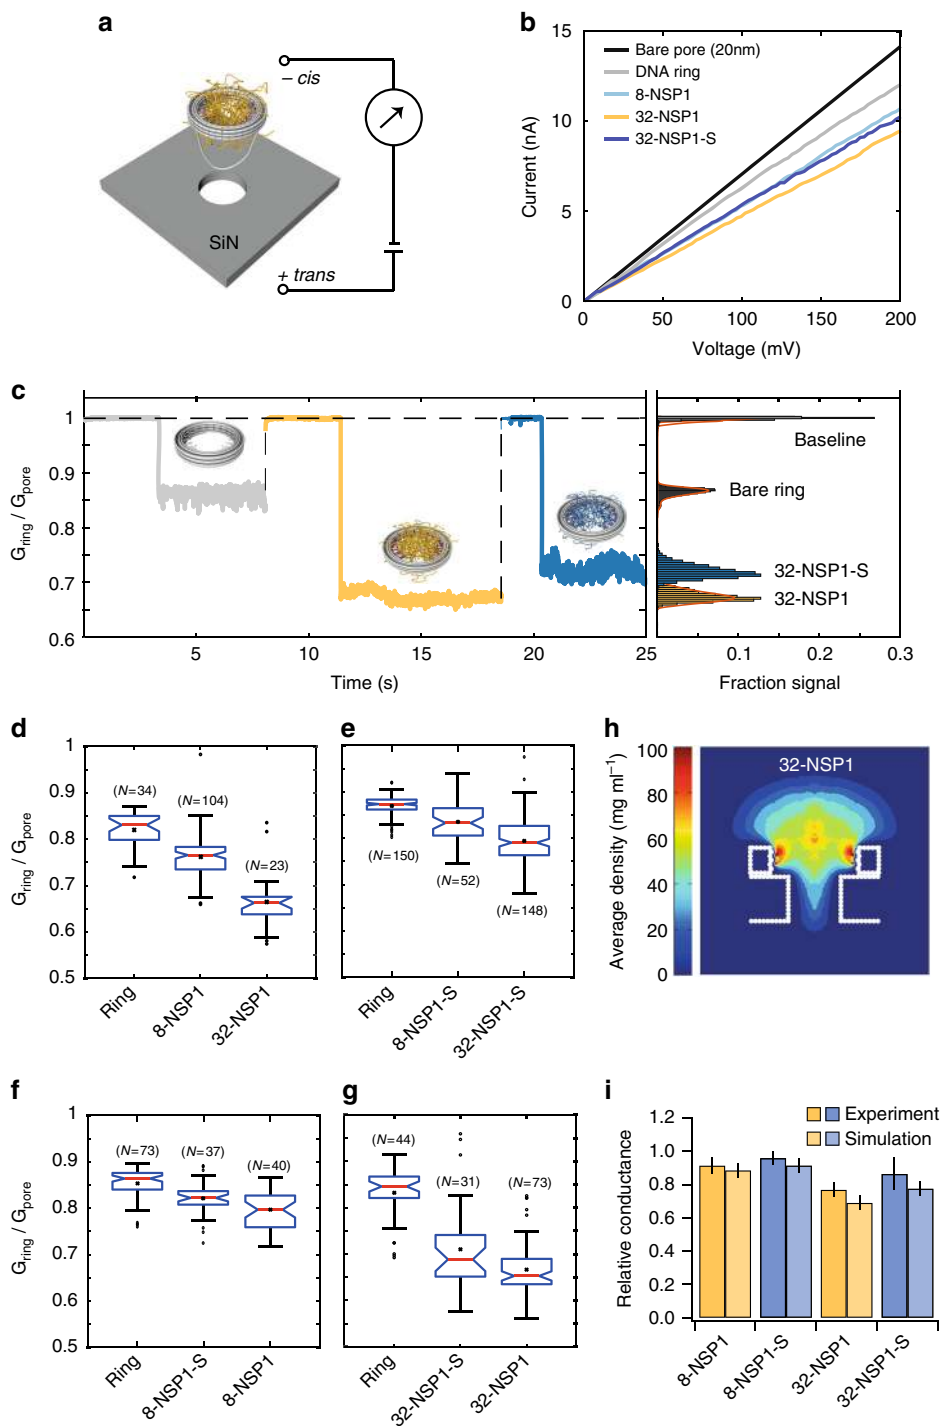 a
– cis
SiN
+ trans
b
15
10
5
0
Current (nA)
Bare pore (20nm)
DNA ring
8-NSP1
32-NSP1
32-NSP1-S
0
50
100
150
200
Voltage (mV)
c
1
0.9
0.8
0.7
0.6
G_ring / G_pore
5
10
15
20
25
Time (s)
Baseline
Bare ring
32-NSP1-S
32-NSP1
0.1
0.2
0.3
Fraction signal
d
1
0.9
0.8
0.7
0.6
0.5
G_ring / G_pore
(N=34)
(N=104)
(N=23)
Ring
8-NSP1
32-NSP1
e
(N=150)
(N=52)
(N=148)
Ring
8-NSP1-S
32-NSP1-S
h
100
80
60
40
20
0
Average density (mg ml⁻¹)
32-NSP1
f
1
0.9
0.8
0.7
0.6
0.5
G_ring / G_pore
(N=73)
(N=37)
(N=40)
Ring
8-NSP1-S
8-NSP1
g
(N=44)
(N=31)
(N=73)
Ring
32-NSP1-S
32-NSP1
i
1.2
1.0
0.8
0.6
0.4
0.2
0.0
Relative conductance
Experiment
Simulation
8-NSP1
8-NSP1-S
32-NSP1
32-NSP1-S